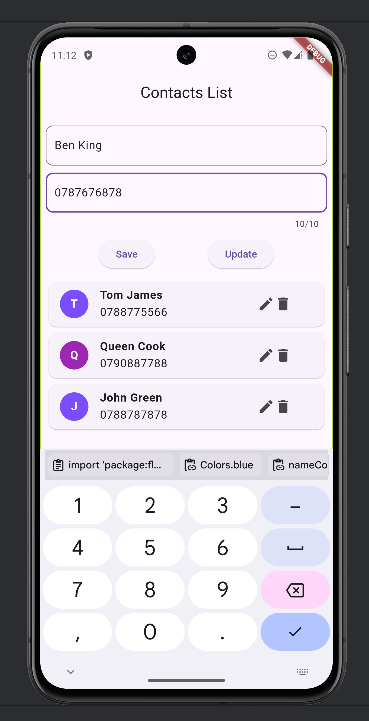 11:12
DEBUG
Contacts List
Ben King
0787676878
10/10
Save Update
T Tom James
0788775566
Q Queen Cook
0790887788
J John Green
0788787878
import 'package:fl... Colors.blue nameCo
1 2 3 –
4 5 6
7 8 9
, 0 .